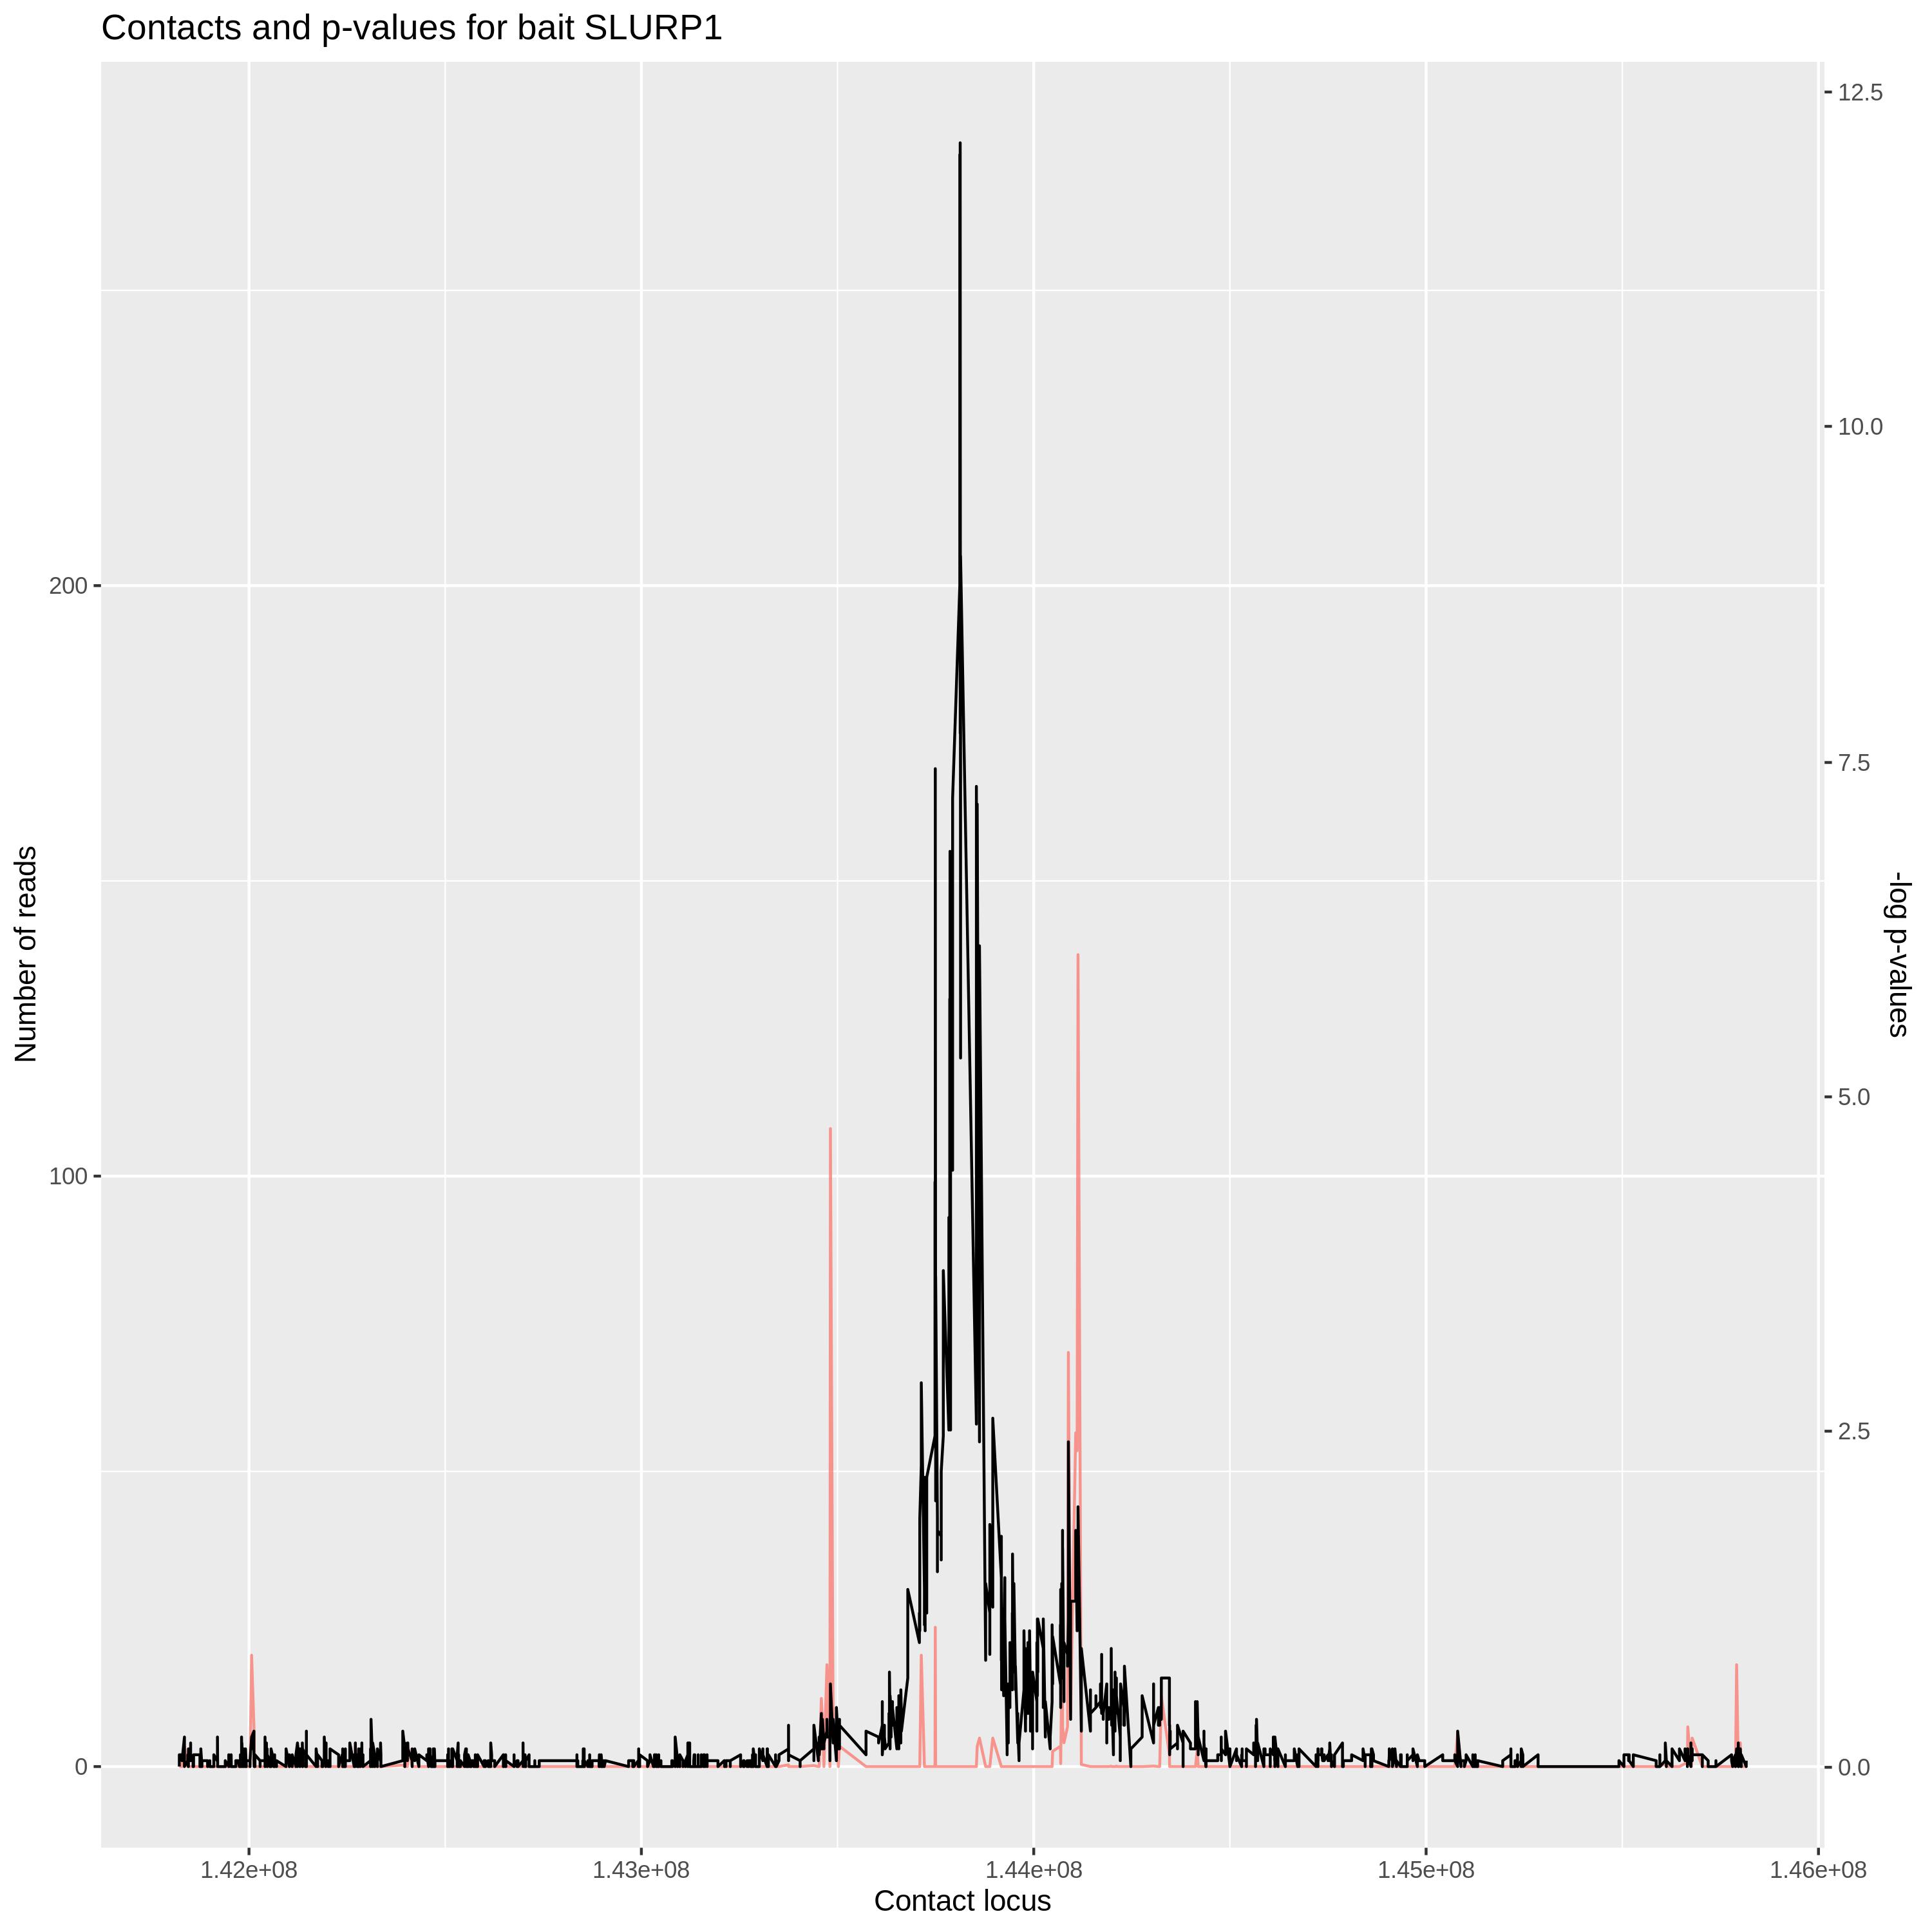 Contacts and p-values for bait SLURP1
12.5
10.0
200
7.5
Number of reads
-log p-values
5.0
100
2.5
0
0.0
1.42e+08
1.43e+08
1.44e+08
1.45e+08
1.46e+08
Contact locus